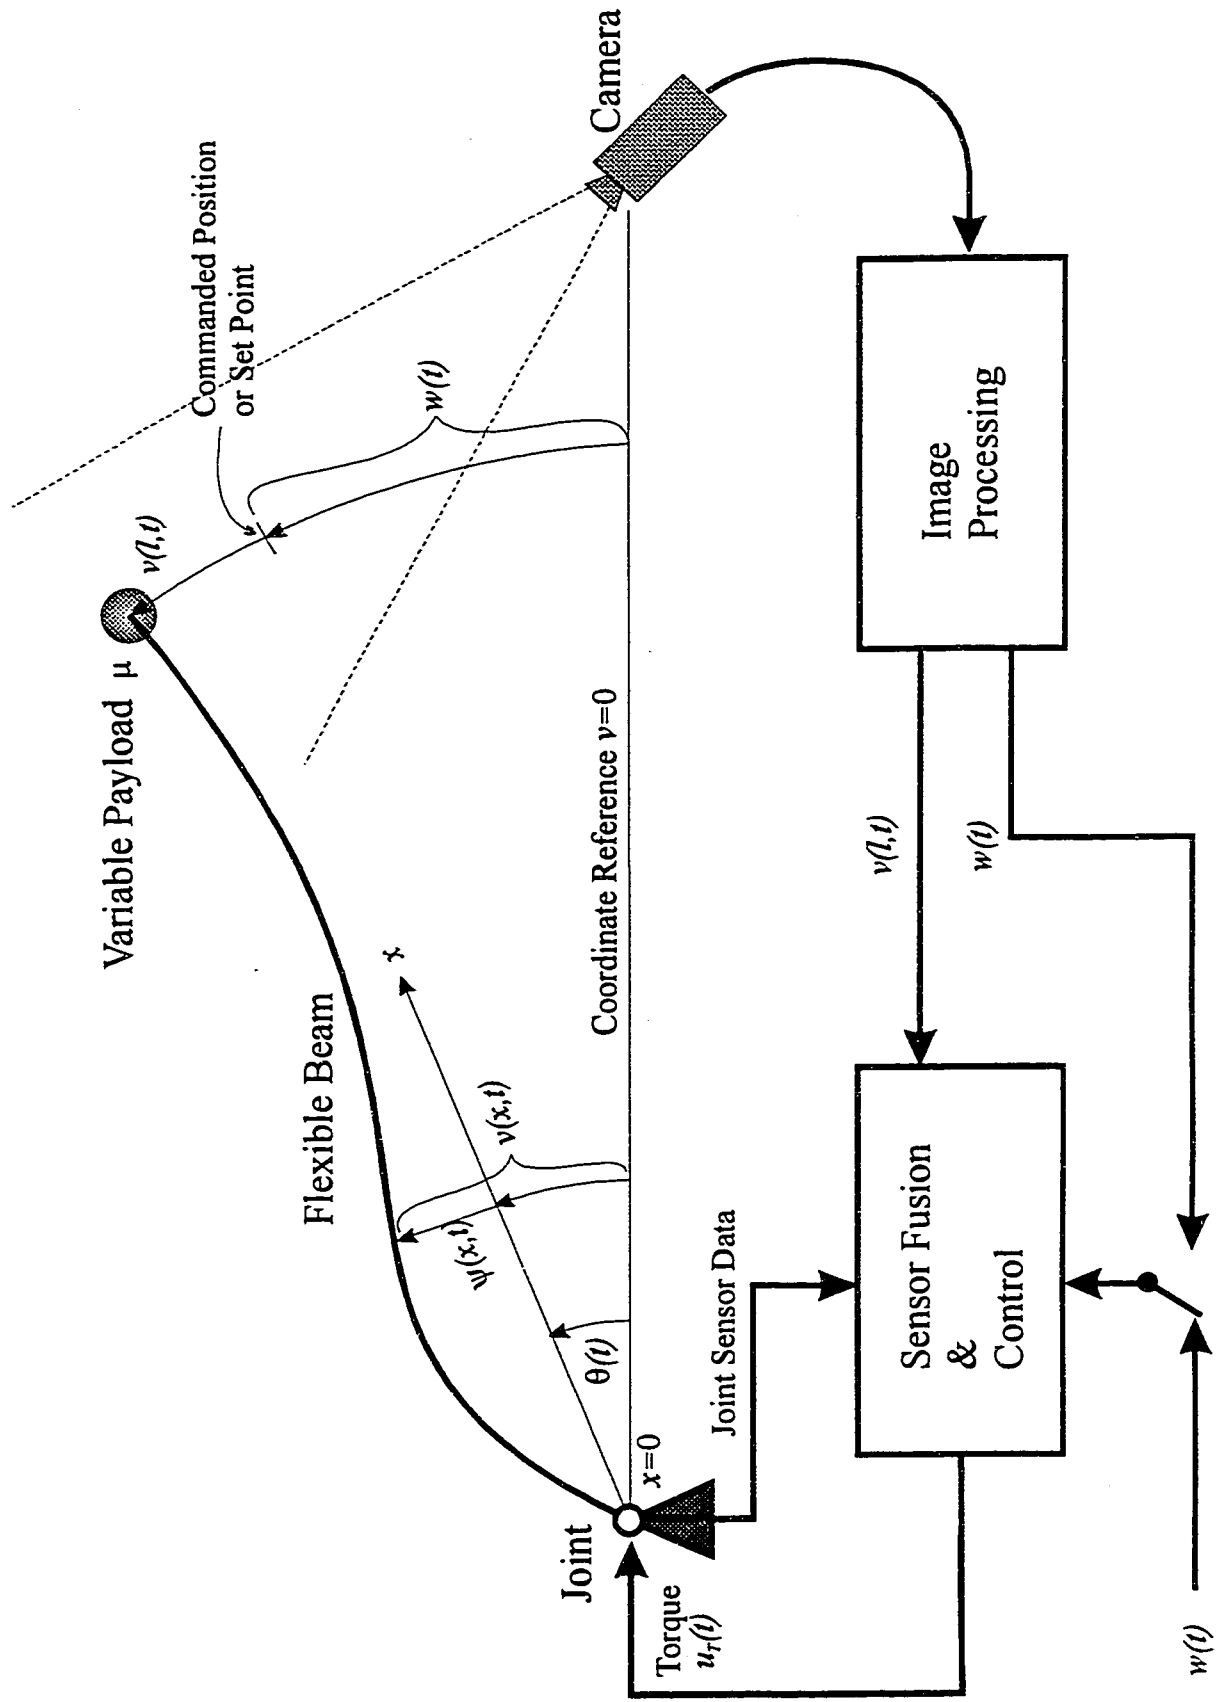 Variable Payload μ
v(l,t)
Commanded Position
or Set Point
Camera
w(t)
Flexible Beam
x
ψ(x,t)
v(x,t)
θ(t)
Coordinate Reference v=0
x=0
Joint
Torque
u_T(t)
Joint Sensor Data
v(l,t)
w(t)
Sensor Fusion
&
Control
Image
Processing
w(t)